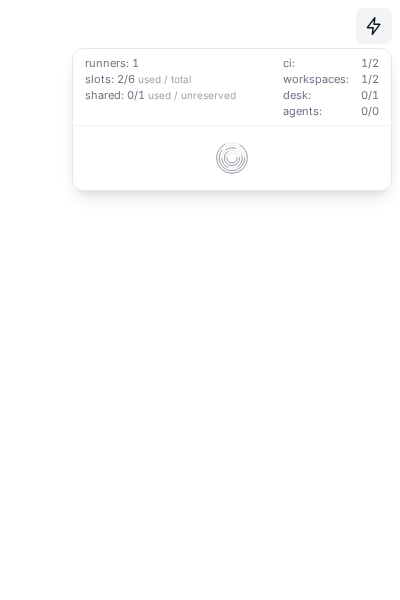 runners: 1
slots: 2/6 used / total
shared: 0/1 used / unreserved
ci: 1/2
workspaces: 1/2
desk: 0/1
agents: 0/0